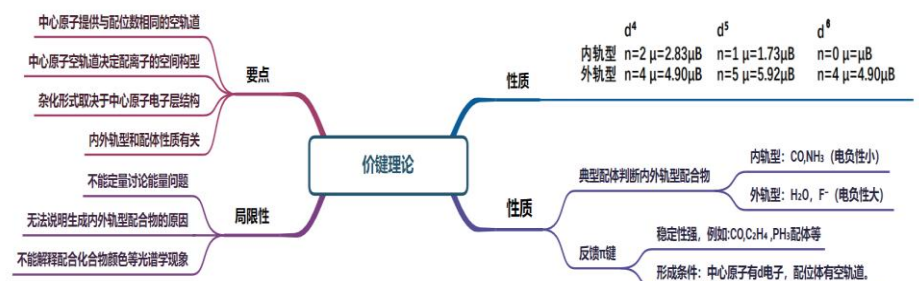 中心原子提供与配位数相同的空轨道
中心原子空轨道决定配离子的空间构型
杂化形式取决于中心原子电子层结构
内外轨型和配体性质有关
要点
不能定量讨论能量问题
无法说明生成内外轨型配合物的原因
不能解释配合化合物颜色等光谱学现象
局限性
价键理论
性质
d⁴ d⁵ d⁶
内轨型 n=2 μ=2.83μB n=1 μ=1.73μB n=0 μ=μB
外轨型 n=4 μ=4.90μB n=5 μ=5.92μB n=4 μ=4.90μB
性质
典型配体判断内外轨型配合物
内轨型：CO,NH₃（电负性小）
外轨型：H₂O，F⁻（电负性大）
反馈π键
稳定性强，例如:CO,C₂H₄ ,PH₃配体等
形成条件：中心原子有d电子，配位体有空轨道。